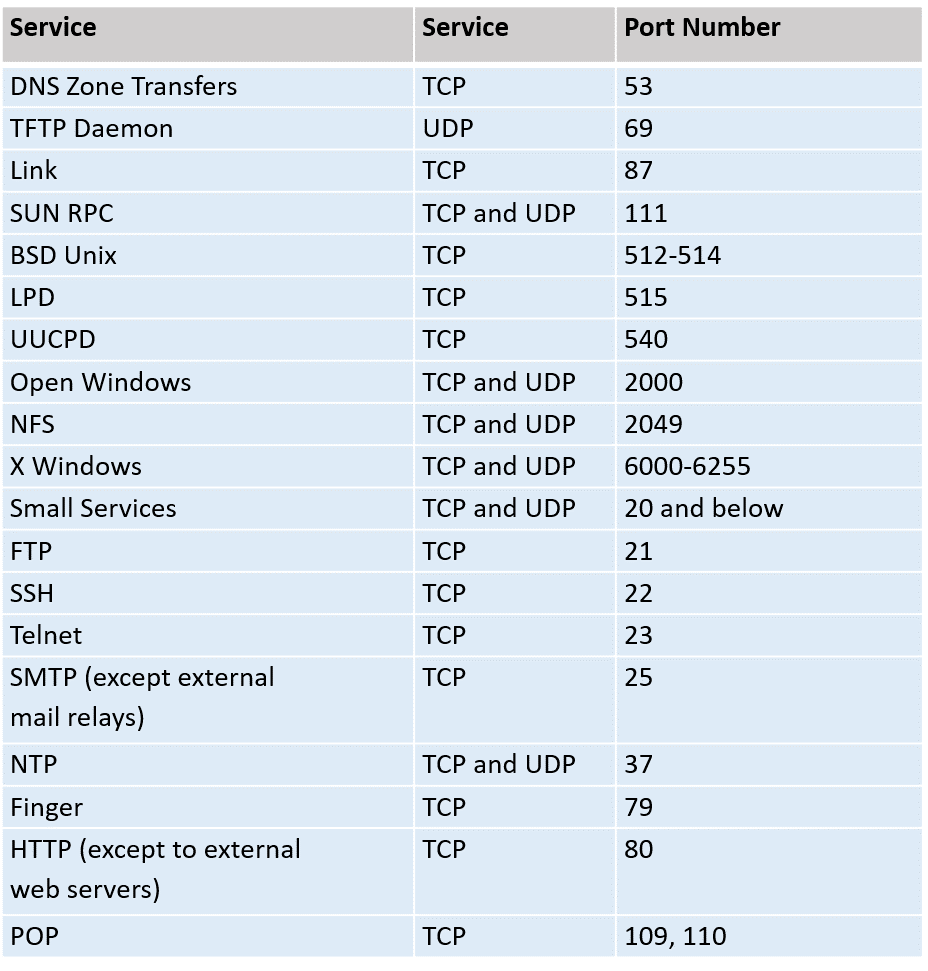 Service Service Port Number
DNS Zone Transfers TCP 53
TFTP Daemon UDP 69
Link TCP 87
SUN RPC TCP and UDP 111
BSD Unix TCP 512-514
LPD TCP 515
UUCPD TCP 540
Open Windows TCP and UDP 2000
NFS TCP and UDP 2049
X Windows TCP and UDP 6000-6255
Small Services TCP and UDP 20 and below
FTP TCP 21
SSH TCP 22
Telnet TCP 23
SMTP (except external TCP 25
mail relays)
NTP TCP and UDP 37
Finger TCP 79
HTTP (except to external TCP 80
web servers)
POP TCP 109, 110